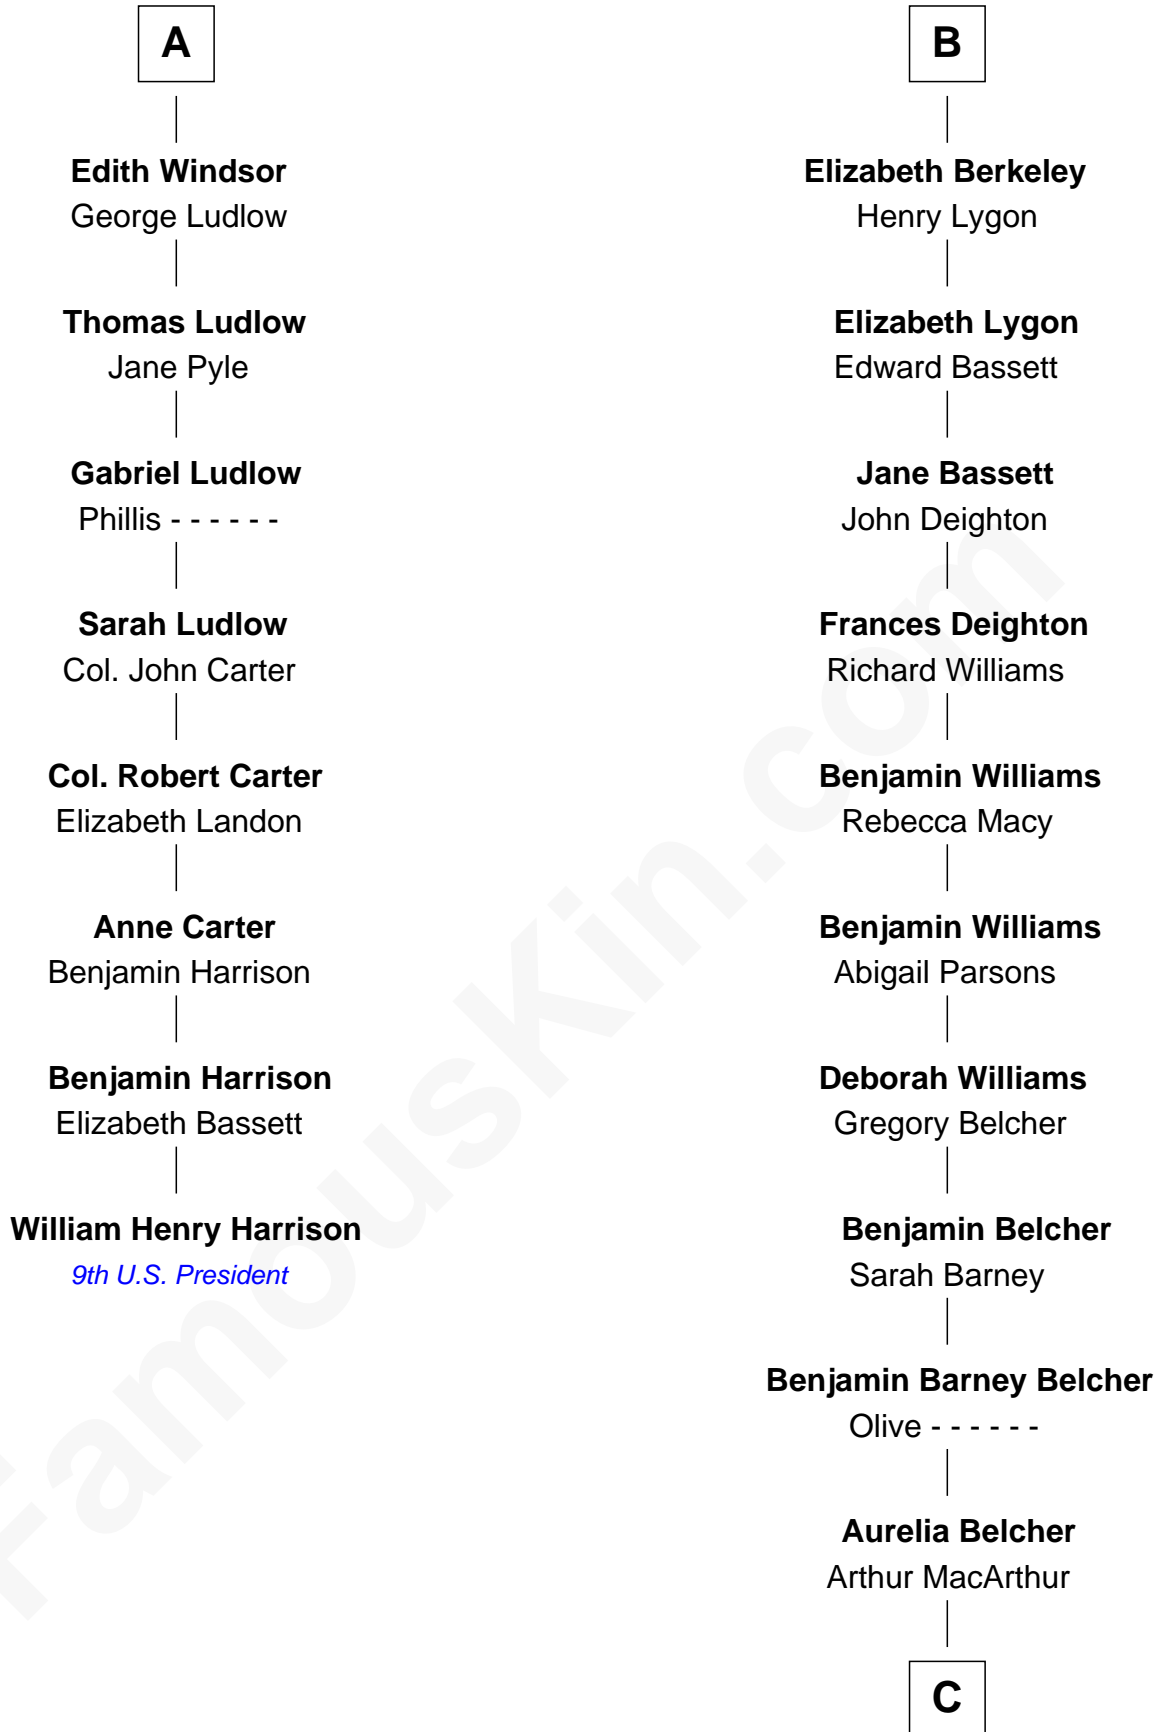 A
Edith Windsor
George Ludlow
Thomas Ludlow
Jane Pyle
Gabriel Ludlow
Phillis - - - - - -
Sarah Ludlow
Col. John Carter
Col. Robert Carter
Elizabeth Landon
Anne Carter
Benjamin Harrison
Benjamin Harrison
Elizabeth Bassett
William Henry Harrison
9th U.S. President
B
Elizabeth Berkeley
Henry Lygon
Elizabeth Lygon
Edward Bassett
Jane Bassett
John Deighton
Frances Deighton
Richard Williams
Benjamin Williams
Rebecca Macy
Benjamin Williams
Abigail Parsons
Deborah Williams
Gregory Belcher
Benjamin Belcher
Sarah Barney
Benjamin Barney Belcher
Olive - - - - - -
Aurelia Belcher
Arthur MacArthur
C
FamousKin.com